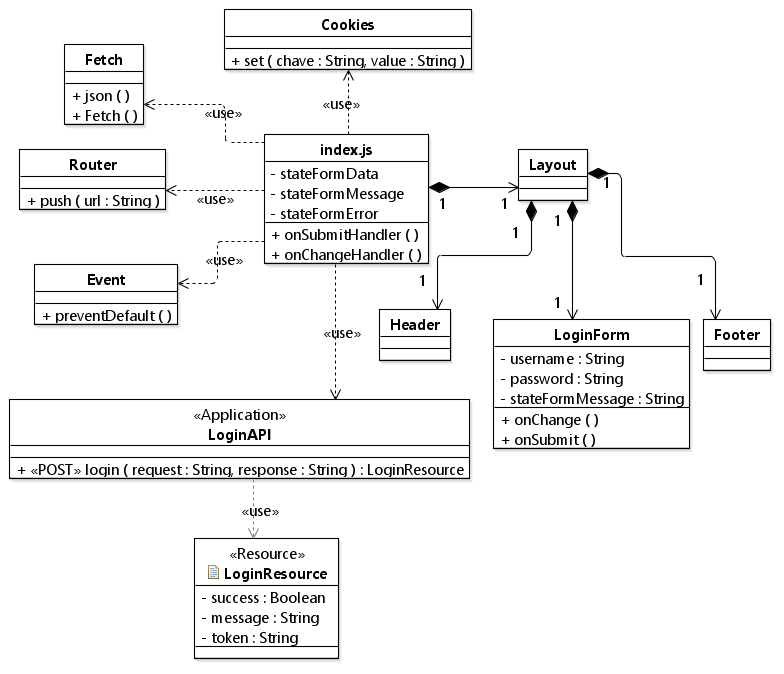 Cookies
+ set ( chave : String, value : String )
Fetch
+ json ( )
+ Fetch ( )
«use»
«use»
Router
+ push ( url : String )
«use»
index.js
- stateFormData
- stateFormMessage
- stateFormError
+ onSubmitHandler ( )
+ onChangeHandler ( )
1
1
Layout
1
1
1
Event
+ preventDefault ( )
«use»
«use»
1
1
1
Header
LoginForm
- username : String
- password : String
- stateFormMessage : String
+ onChange ( )
+ onSubmit ( )
Footer
«Application»
LoginAPI
+ «POST» login ( request : String, response : String ) : LoginResource
«use»
«Resource»
LoginResource
- success : Boolean
- message : String
- token : String